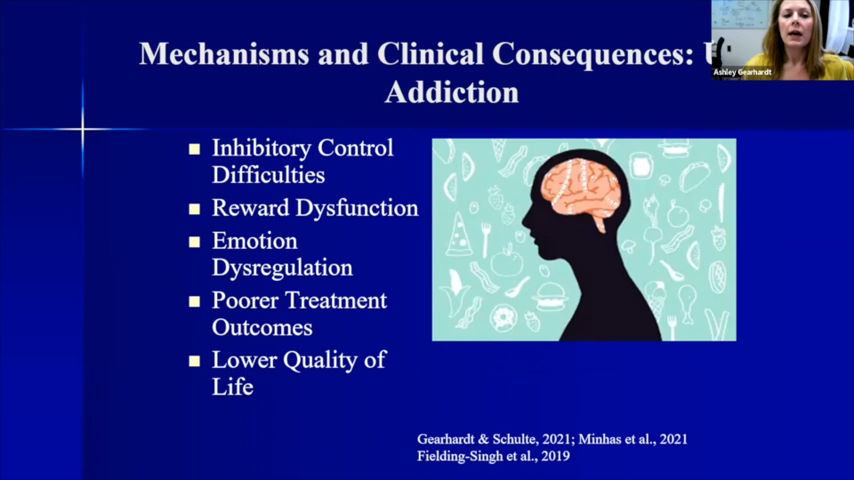 Mechanisms and Clinical Consequences:
Addiction
Ashley Gearhardt
Inhibitory Control
Difficulties
Reward Dysfunction
Emotion
Dysregulation
Poorer Treatment
Outcomes
Lower Quality of
Life
Gearhardt & Schulte, 2021; Minhas et al., 2021
Fielding-Singh et al., 2019